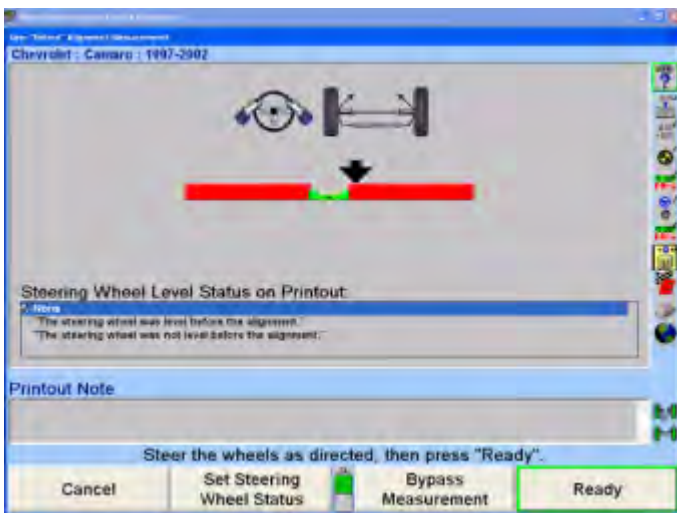 Chevrolet : Camaro : 1997-2002
Steering Wheel Level Status on Printout:
None
"The steering wheel was level before the alignment."
"The steering wheel was not level before the alignment."
Printout Note
Steer the wheels as directed, then press "Ready".
Cancel
Set Steering
Wheel Status
Bypass
Measurement
Ready